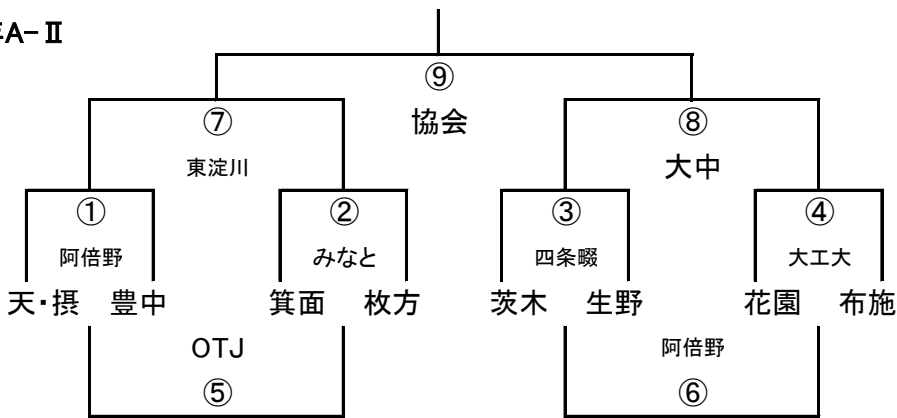 A-Ⅱ
⑨
協会
⑦ ⑧
東淀川 大中
① ② ③ ④
阿倍野 みなと 四条畷 大工大
天・摂 豊中 箕面 枚方 茨木 生野 花園 布施
OTJ 阿倍野
⑤ ⑥